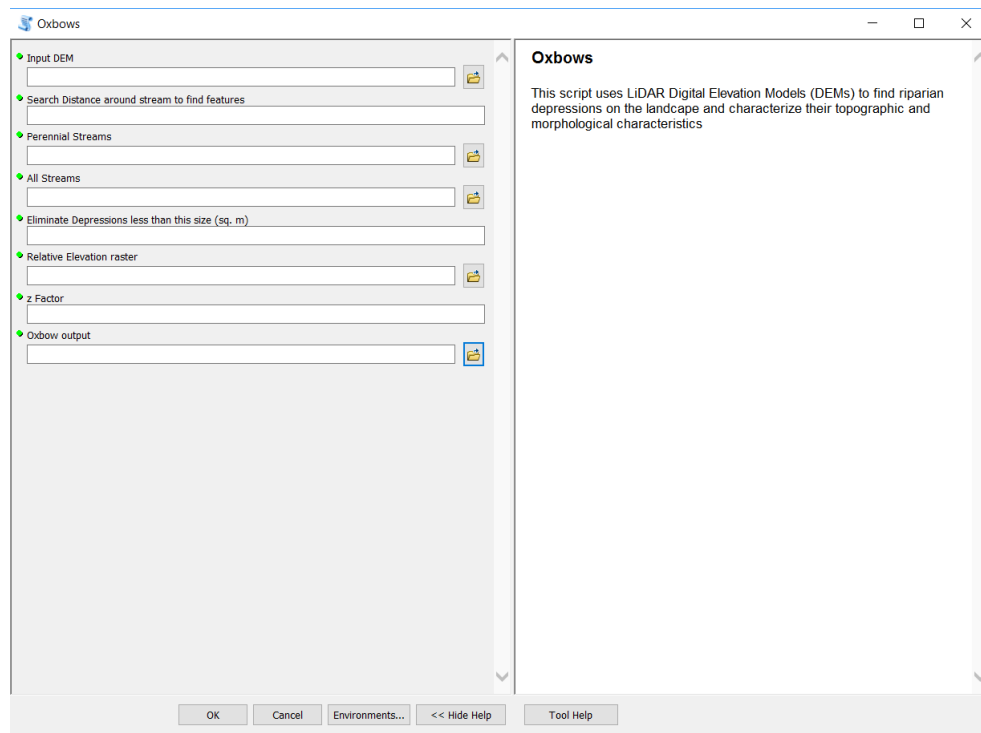 Oxbows
Input DEM
Search Distance around stream to find features
Perennial Streams
All Streams
Eliminate Depressions less than this size (sq. m)
Relative Elevation raster
z Factor
Oxbow output
Oxbows
This script uses LiDAR Digital Elevation Models (DEMs) to find riparian
depressions on the landcape and characterize their topographic and
morphological characteristics
OK Cancel Environments... << Hide Help Tool Help